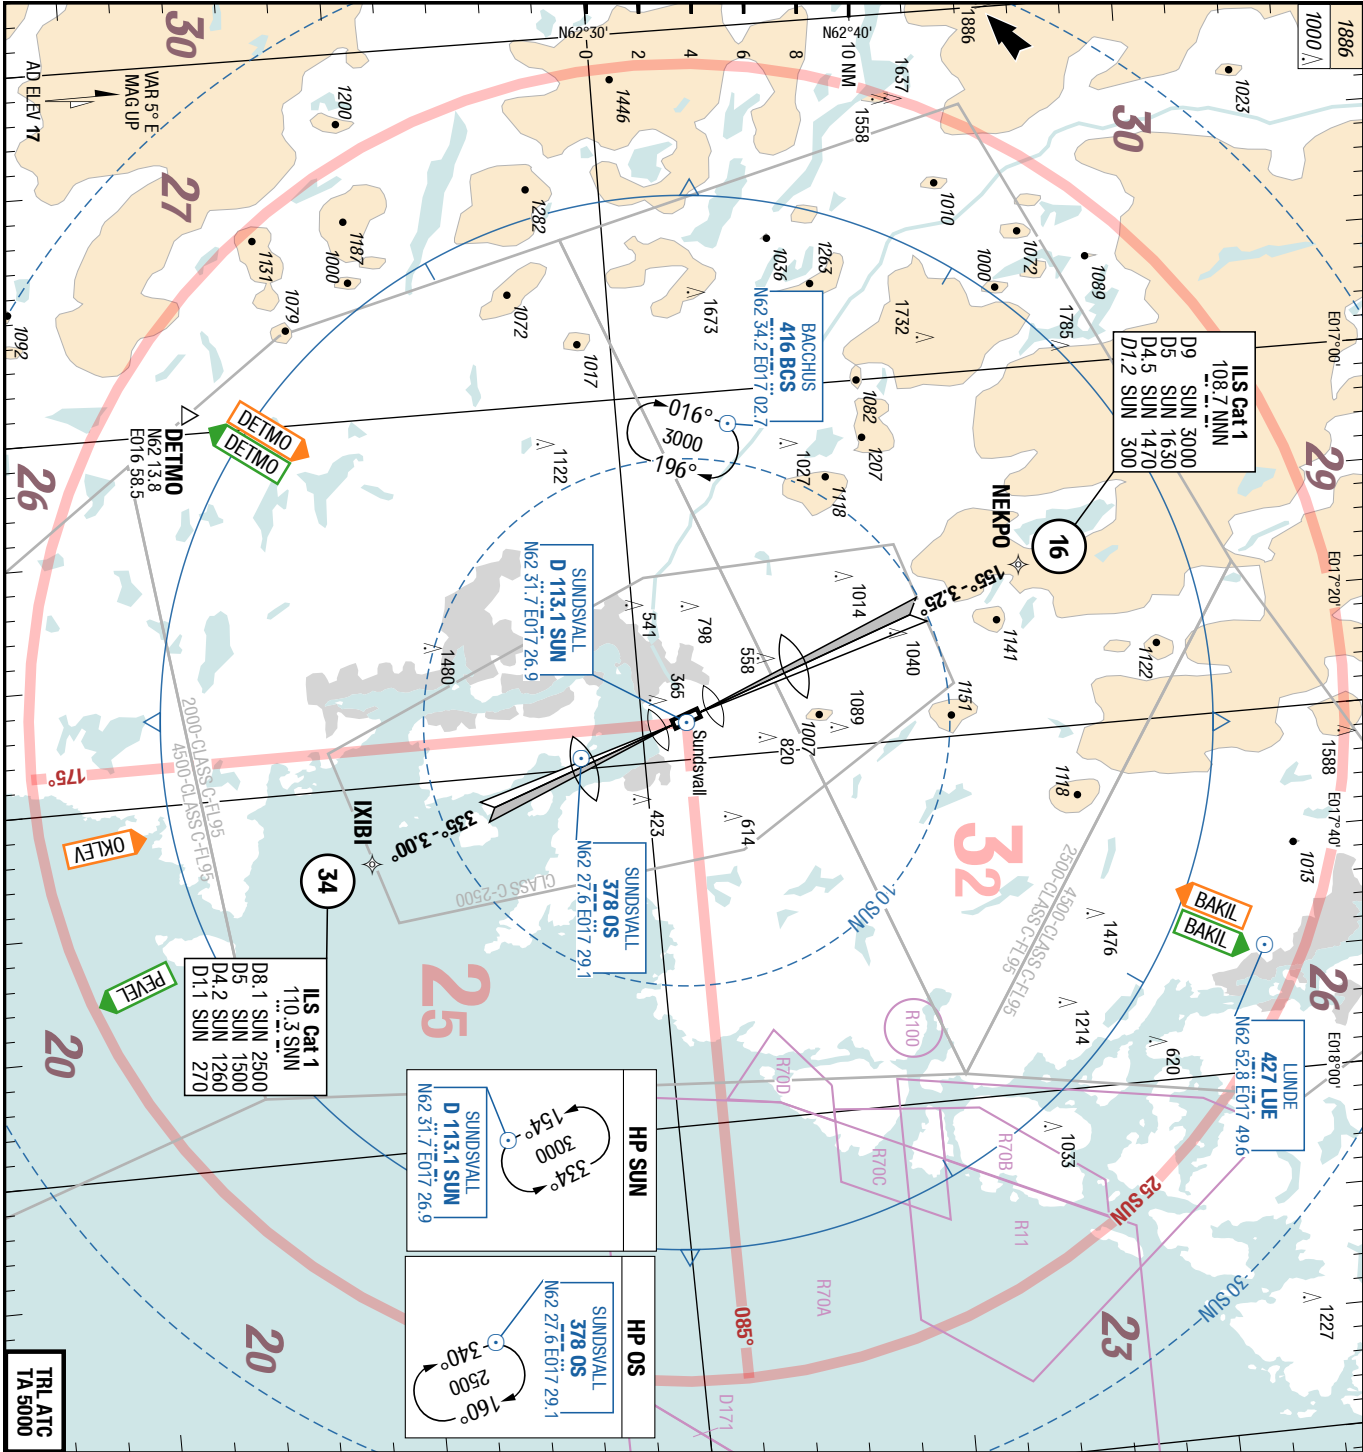 1886
1000
1886
1023
N62°30'
N62°40'
0
2
4
6
8
10 NM
30
30
VAR 5° E
MAG UP
AD ELEV 17
1200
1446
1637
1558
27
1282
1010
1072
1089
1000
1187
1000
1131
1079
1072
1673
1036
1263
1732
1785
E017°00'
1092
1017
BACCHUS
416 BCS
N62 34.2 E017 02.7
ILS Cat 1
108.7 NNN
D9 SUN 3000
D5 SUN 1630
D4.5 SUN 1470
D1.2 SUN 300
1082
1207
016°
3000
196°
1122
1027
1118
DETMO
DETMO
DETMO
N62 13.8
E016 58.5
26
29
NEKPO
16
155°-3.25°
E017°20'
SUNDSVALL
D 113.1 SUN
N62 31.7 E017 26.9
541
798
1014
558
1040
1141
1122
1480
365
1089
1007
820
1151
Sundsvall
1588
2000-CLASS C-FL95
4500-CLASS C-FL95
175°
423
614
1118
E017°40'
1013
32
335°-3.00°
IXIBI
34
OKLEV
PEVEL
CLASS C-2500
SUNDSVALL
378 OS
N62 27.6 E017 29.1
10 SUN
2500-CLASS C-FL95
4500-CLASS C-FL95
1476
BAKIL
BAKIL
26
25
ILS Cat 1
110.3 SNN
D8.1 SUN 2500
D5 SUN 1500
D4.2 SUN 1260
D1.1 SUN 270
20
R100
1214
620
E018°00'
LUNDE
427 LUE
N62 52.8 E017 49.6
R70D
R70C
R70B
1033
R11
R70A
25 SUN
HP SUN
154°
3000
334°
SUNDSVALL
D 113.1 SUN
N62 31.7 E017 26.9
HP OS
SUNDSVALL
378 OS
N62 27.6 E017 29.1
340°
2500
160°
085°
D171
23
30 SUN
1227
20
TRL ATC
TA 5000